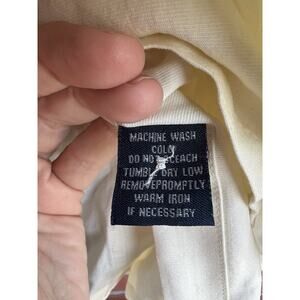 MACHINE WASH
COLD
DO NOT BLEACH
TUMBLE DRY LOW
REMOVE PROMPTLY
WARM IRON
IF NECESSARY